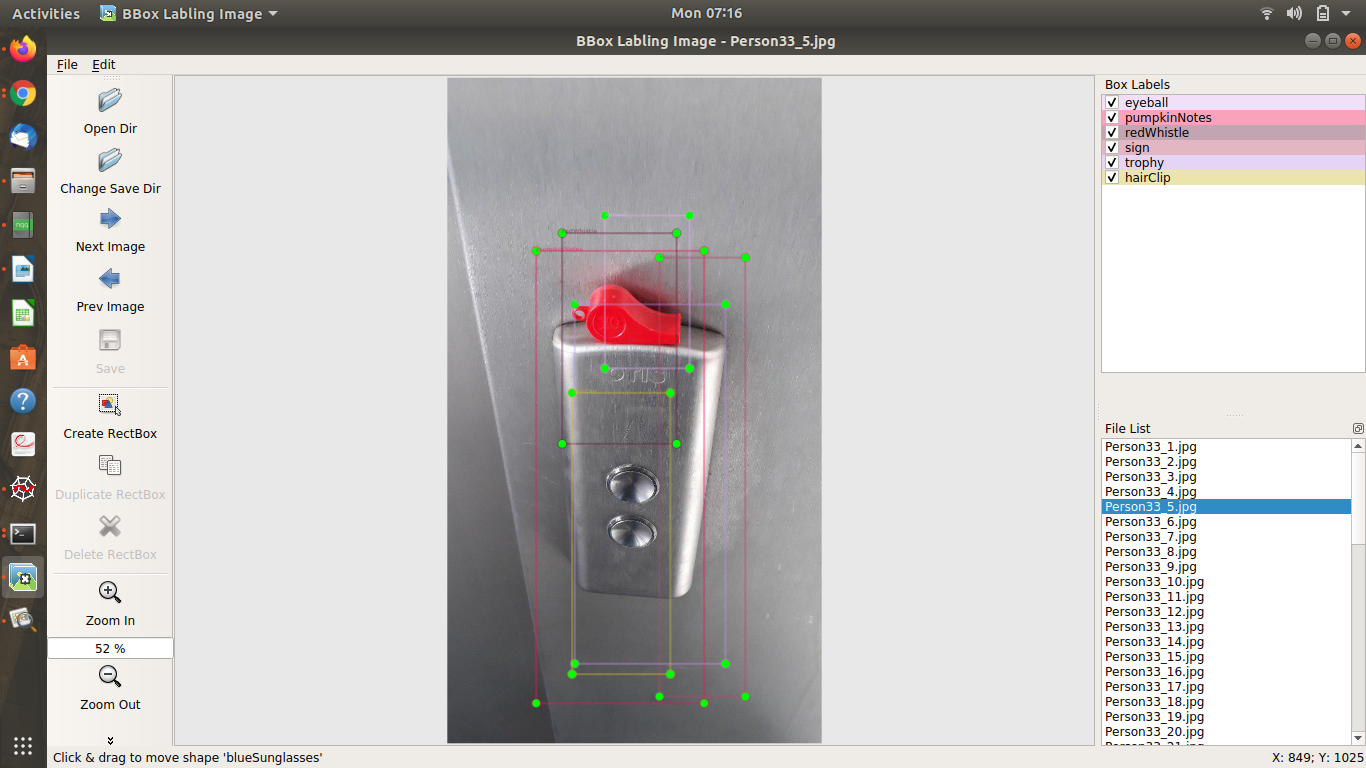 Activities
BBox Labling Image
Mon 07:16
BBox Labling Image - Person33_5.jpg
File Edit
Open Dir
Change Save Dir
Next Image
Prev Image
Save
Create RectBox
Duplicate RectBox
Delete RectBox
Zoom In
52 %
Zoom Out
OTIS
Box Labels
eyeball
pumpkinNotes
redWhistle
sign
trophy
hairClip
File List
Person33_1.jpg
Person33_2.jpg
Person33_3.jpg
Person33_4.jpg
Person33_5.jpg
Person33_6.jpg
Person33_7.jpg
Person33_8.jpg
Person33_9.jpg
Person33_10.jpg
Person33_11.jpg
Person33_12.jpg
Person33_13.jpg
Person33_14.jpg
Person33_15.jpg
Person33_16.jpg
Person33_17.jpg
Person33_18.jpg
Person33_19.jpg
Person33_20.jpg
Person33_21.jpg
Click & drag to move shape 'blueSunglasses'
X: 849; Y: 1025